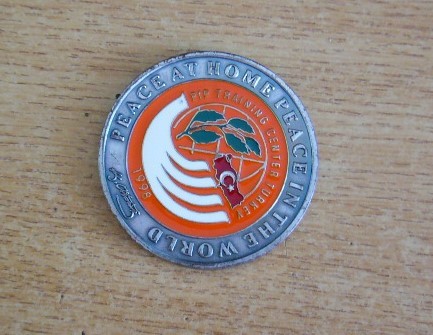 PEACE AT HOME PEACE IN THE WORLD
PfP TRAINING CENTER TURKEY
1998